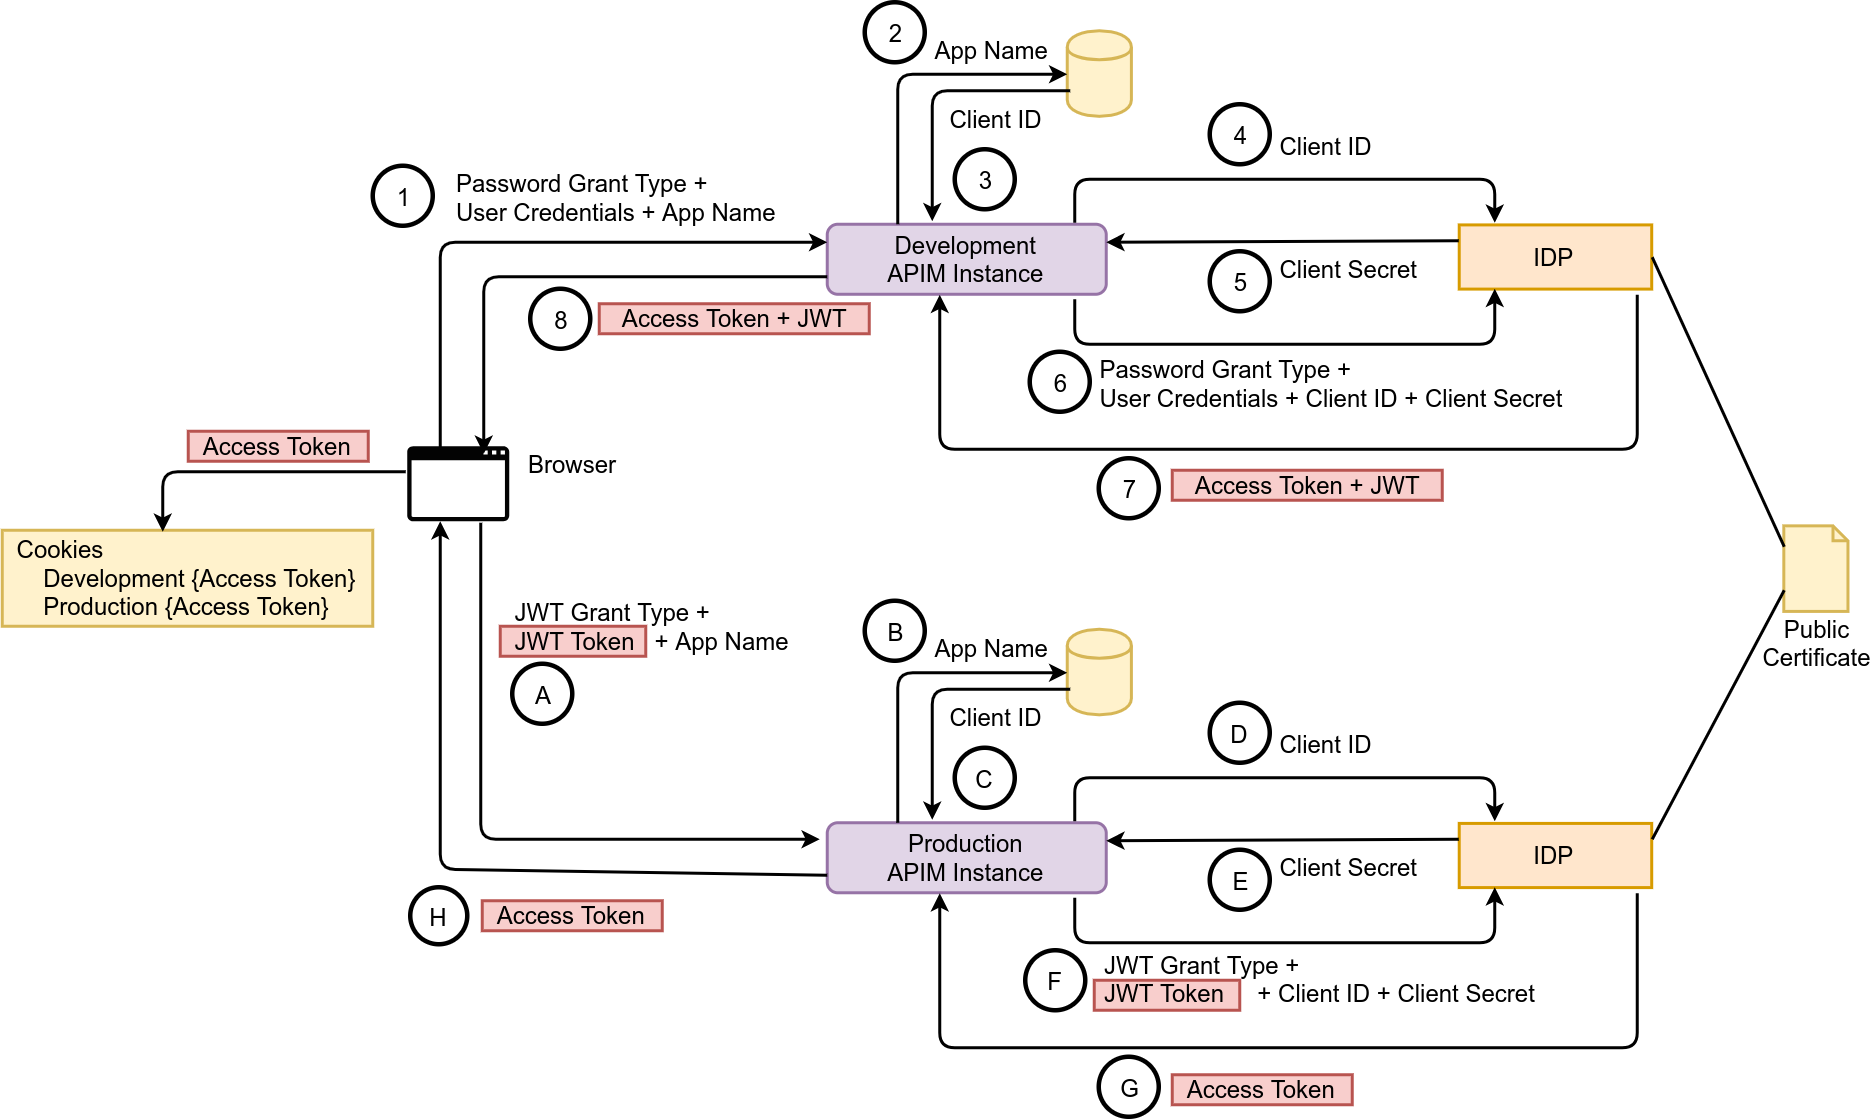 2
App Name
Client ID
3
4
Client ID
1
Password Grant Type +
User Credentials + App Name
Development
APIM Instance
IDP
5
Client Secret
8
Access Token + JWT
6
Password Grant Type +
User Credentials + Client ID + Client Secret
7
Access Token + JWT
Access Token
Browser
Cookies
Development {Access Token}
Production {Access Token}
Public
Certificate
JWT Grant Type +
JWT Token + App Name
A
B
App Name
Client ID
C
D
Client ID
Production
APIM Instance
IDP
E
Client Secret
H
Access Token
F
JWT Grant Type +
JWT Token + Client ID + Client Secret
G
Access Token